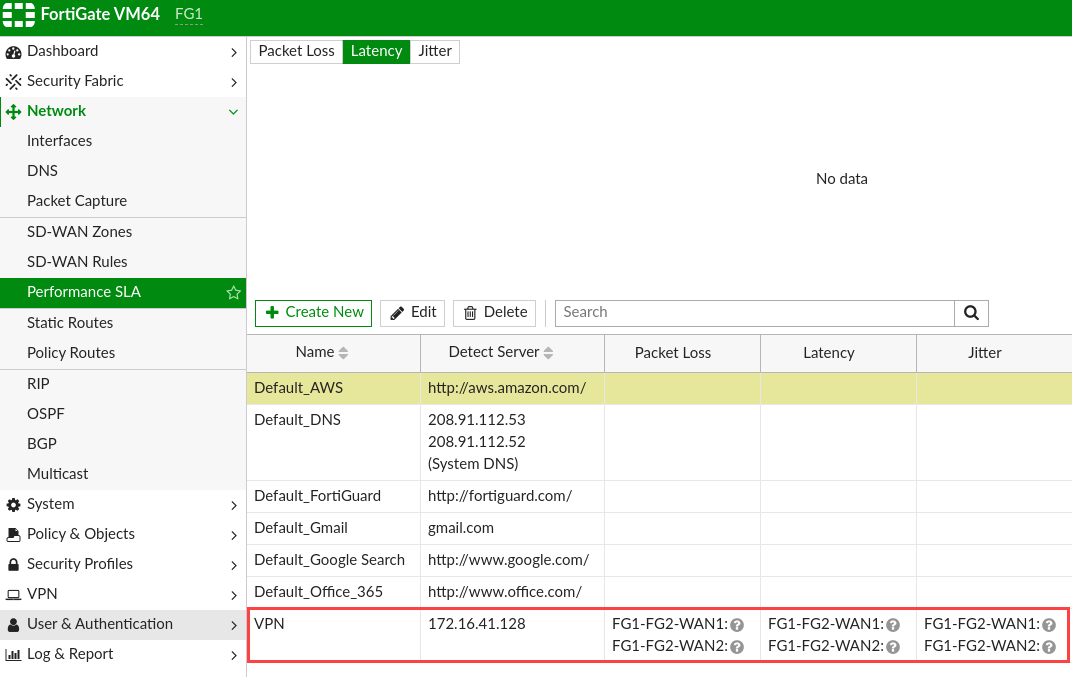 FortiGate VM64 FG1
Dashboard
Security Fabric
Network
Interfaces
DNS
Packet Capture
SD-WAN Zones
SD-WAN Rules
Performance SLA
Static Routes
Policy Routes
RIP
OSPF
BGP
Multicast
System
Policy & Objects
Security Profiles
VPN
User & Authentication
Log & Report
Packet Loss Latency Jitter
No data
Create New Edit Delete Search
Name Detect Server Packet Loss Latency Jitter
Default_AWS http://aws.amazon.com/
Default_DNS 208.91.112.53
208.91.112.52
(System DNS)
Default_FortiGuard http://fortiguard.com/
Default_Gmail gmail.com
Default_Google Search http://www.google.com/
Default_Office_365 http://www.office.com/
VPN 172.16.41.128 FG1-FG2-WAN1: FG1-FG2-WAN1: FG1-FG2-WAN1:
FG1-FG2-WAN2: FG1-FG2-WAN2: FG1-FG2-WAN2: